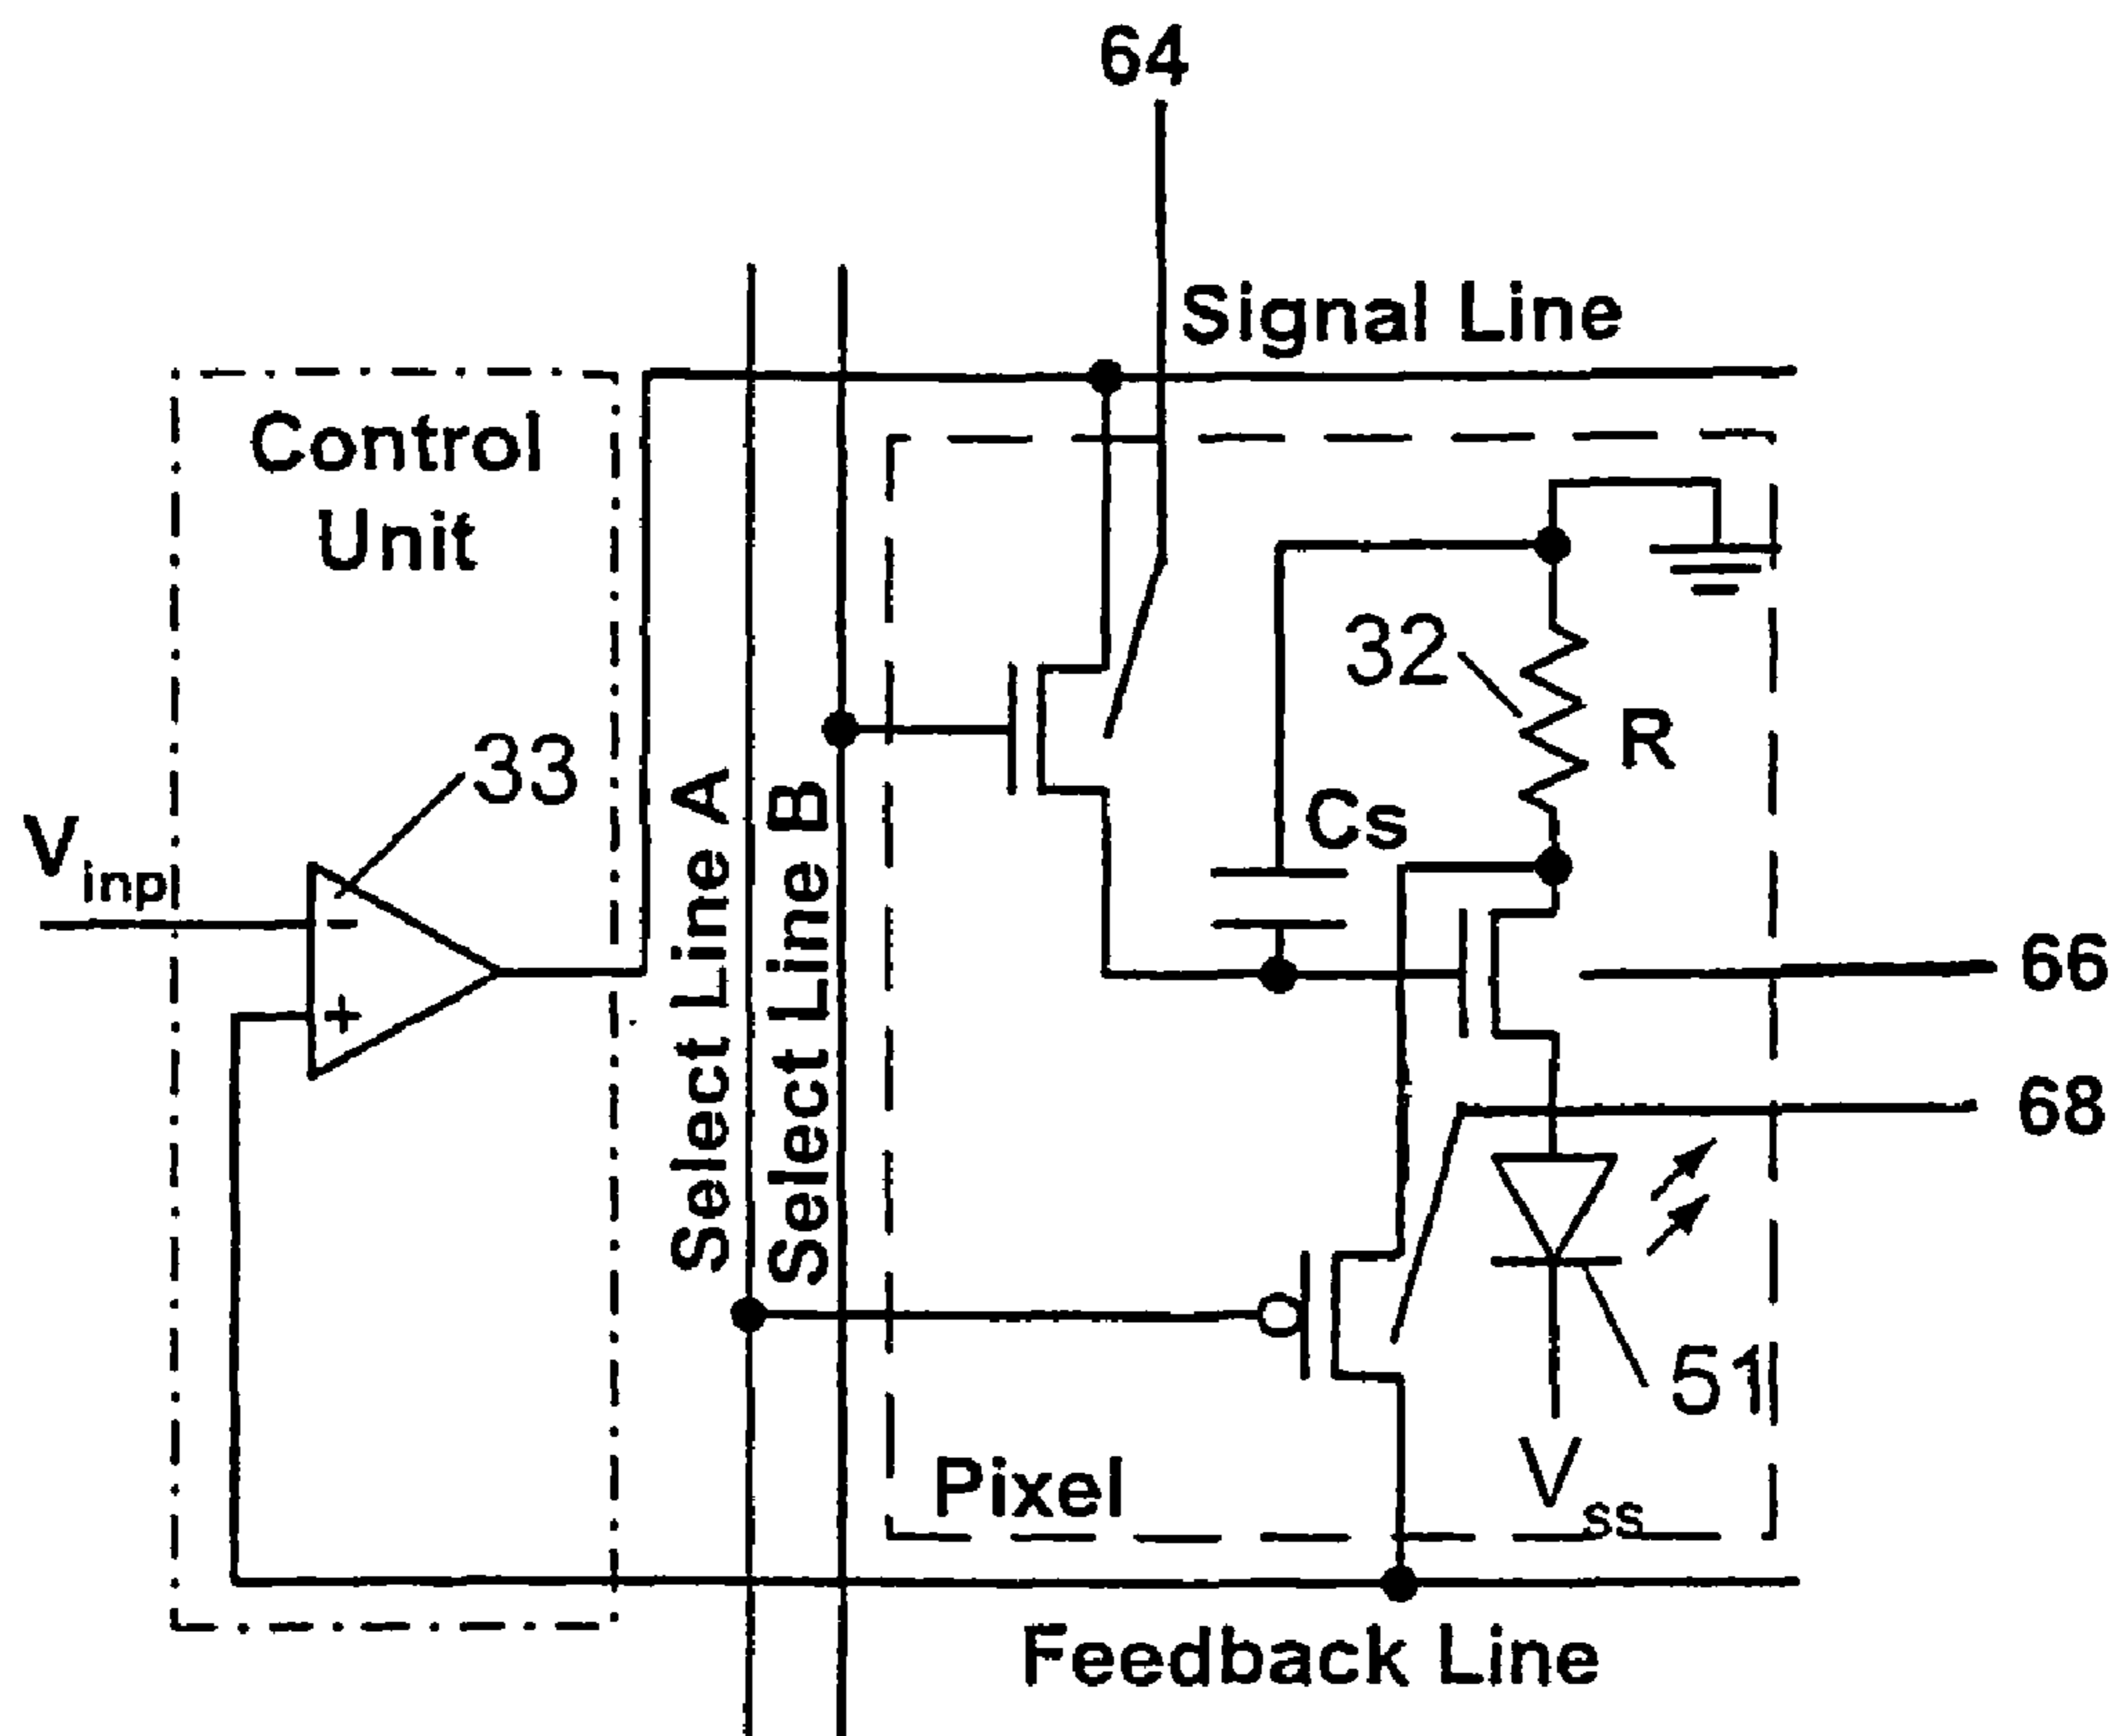 64
Signal Line
Control
Unit
32
R
33
Cs
V inp
-
+
Select Line A
Select Line B
66
68
51
V ss
Pixel
Feedback Line